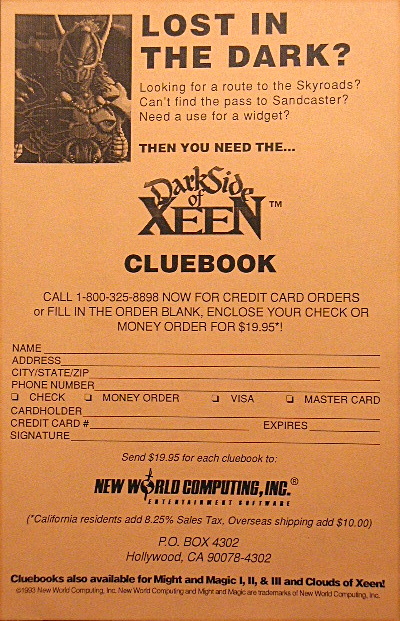 LOST IN
THE DARK?
Looking for a route to the Skyroads?
Can't find the pass to Sandcaster?
Need a use for a widget?
THEN YOU NEED THE...
DarkSide
of
XEEN™
CLUEBOOK
CALL 1-800-325-8898 NOW FOR CREDIT CARD ORDERS
or FILL IN THE ORDER BLANK, ENCLOSE YOUR CHECK OR
MONEY ORDER FOR $19.95*!
NAME
ADDRESS
CITY/STATE/ZIP
PHONE NUMBER
❏ CHECK ❏ MONEY ORDER ❏ VISA ❏ MASTER CARD
CARDHOLDER
CREDIT CARD # EXPIRES
SIGNATURE
Send $19.95 for each cluebook to:
NEW WORLD COMPUTING, INC.®
ENTERTAINMENT SOFTWARE
(*California residents add 8.25% Sales Tax, Overseas shipping add $10.00)
P.O. BOX 4302
Hollywood, CA 90078-4302
Cluebooks also available for Might and Magic I, II, & III and Clouds of Xeen!
©1993 New World Computing, Inc. New World Computing and Might and Magic are trademarks of New World Computing, Inc.